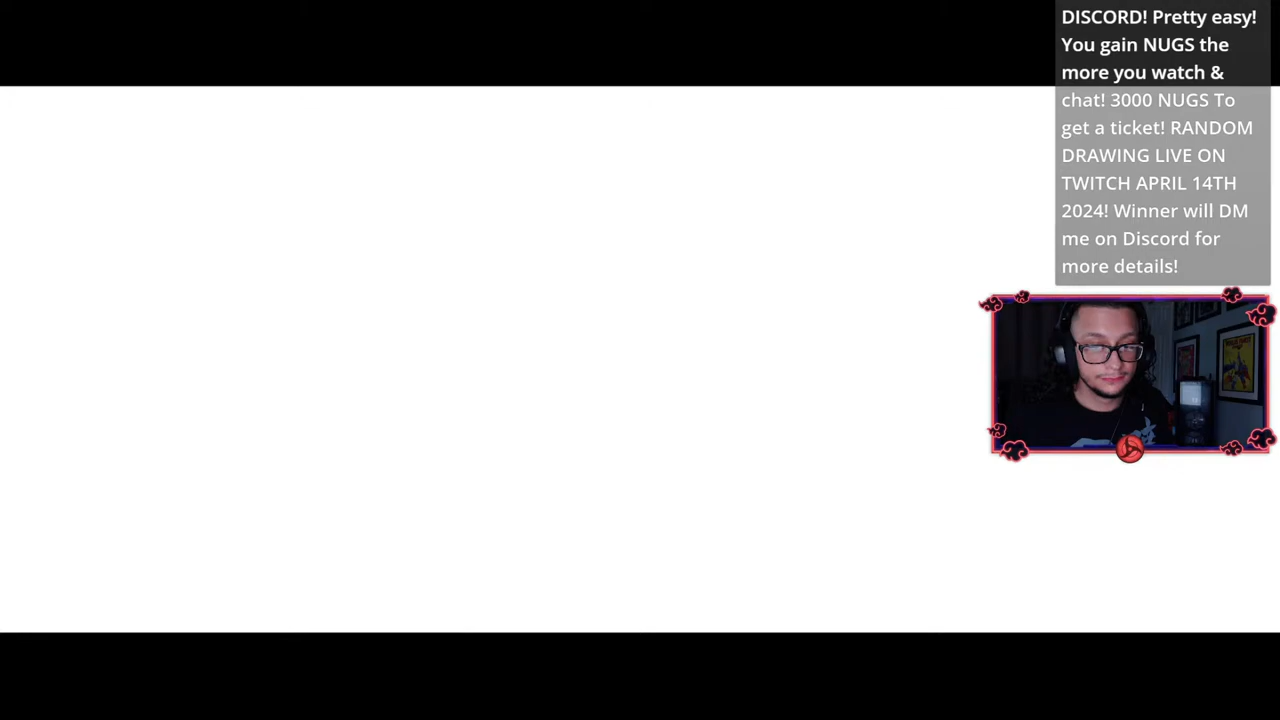 DISCORD! Pretty easy!
You gain NUGS the
more you watch &
chat! 3000 NUGS To
get a ticket! RANDOM
DRAWING LIVE ON
TWITCH APRIL 14TH
2024! Winner will DM
me on Discord for
more details!